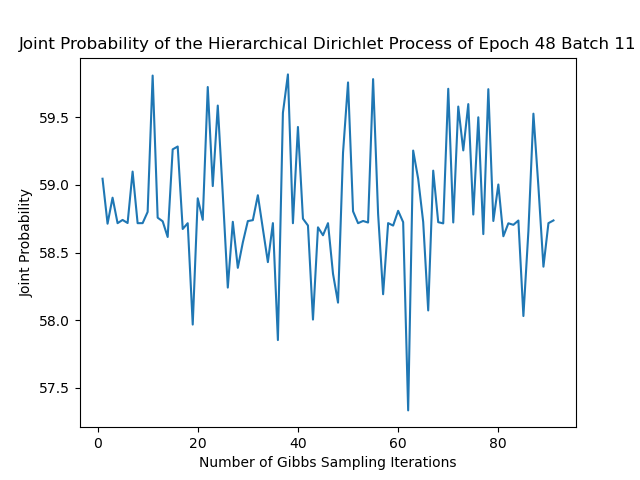 Joint Probability of the Hierarchical Dirichlet Process of Epoch 48 Batch 11
59.5
59.0
58.5
58.0
57.5
Joint Probability
0 20 40 60 80
Number of Gibbs Sampling Iterations